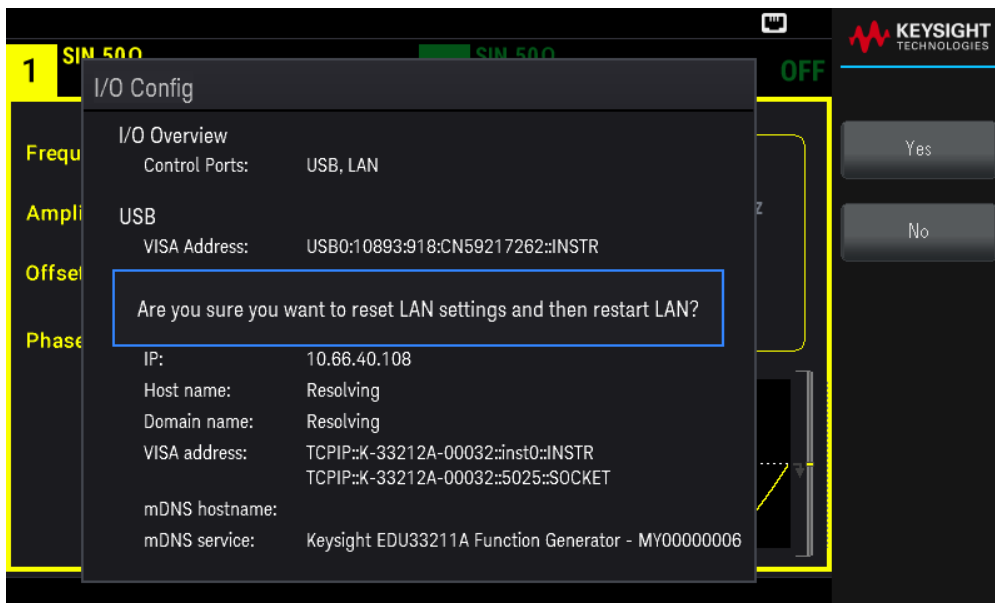 KEYSIGHT
TECHNOLOGIES
1
SIN 50Ω
SIN 50Ω
OFF
I/O Config
I/O Overview
Control Ports: USB, LAN
USB
VISA Address: USB0:10893:918:CN59217262::INSTR
Are you sure you want to reset LAN settings and then restart LAN?
IP: 10.66.40.108
Host name: Resolving
Domain name: Resolving
VISA address: TCPIP::K-33212A-00032::inst0::INSTR
TCPIP::K-33212A-00032::5025::SOCKET
mDNS hostname:
mDNS service: Keysight EDU33211A Function Generator - MY00000006
Frequ
Ampli
Offset
Phase
z
Yes
No